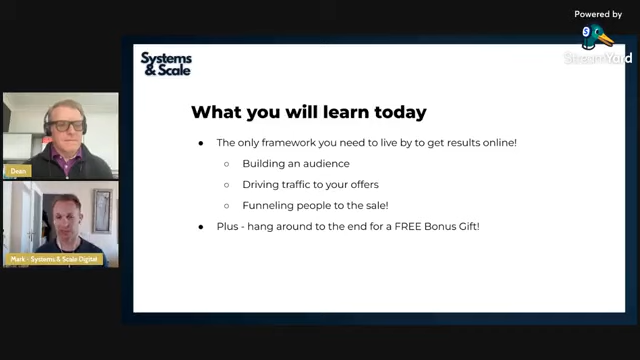 Powered by
StreamYard
Systems
& Scale
What you will learn today
● The only framework you need to live by to get results online!
○ Building an audience
○ Driving traffic to your offers
○ Funneling people to the sale!
● Plus - hang around to the end for a FREE Bonus Gift!
Dean
Mark - Systems & Scale Digital